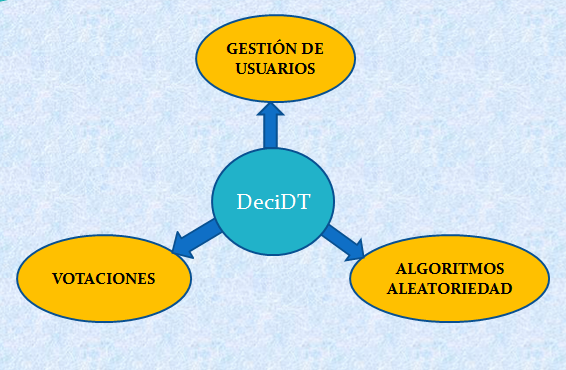 GESTIÓN DE
USUARIOS
DeciDT
VOTACIONES
ALGORITMOS
ALEATORIEDAD